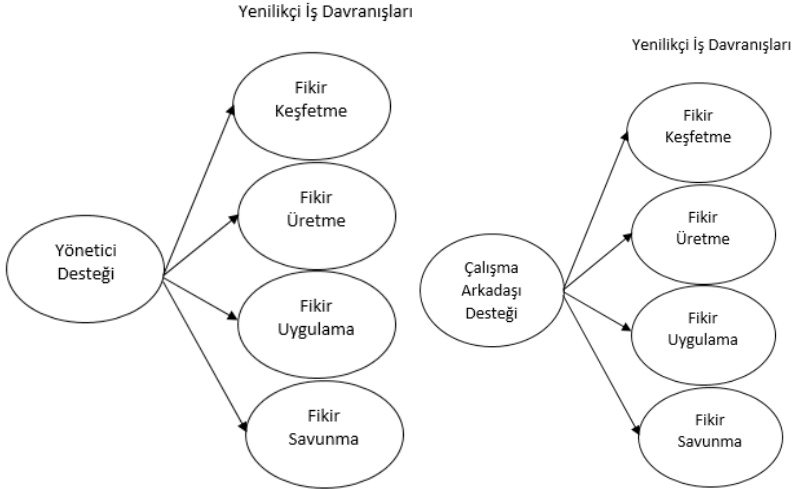 Yenilikçi İş Davranışları
Fikir
Keşfetme
Fikir
Üretme
Yönetici
Desteği
Fikir
Uygulama
Fikir
Savunma
Yenilikçi İş Davranışları
Fikir
Keşfetme
Fikir
Üretme
Çalışma
Arkadaşı
Desteği
Fikir
Uygulama
Fikir
Savunma